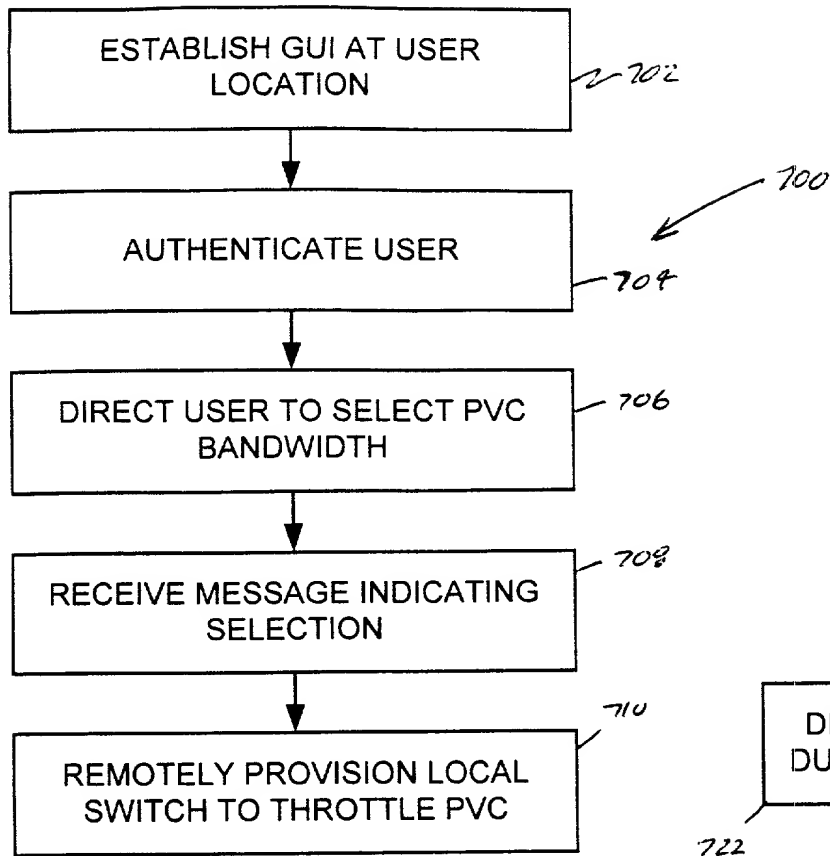 ESTABLISH GUI AT USER
LOCATION
702
700
AUTHENTICATE USER
704
DIRECT USER TO SELECT PVC
BANDWIDTH
706
RECEIVE MESSAGE INDICATING
SELECTION
708
REMOTELY PROVISION LOCAL
SWITCH TO THROTTLE PVC
710
722